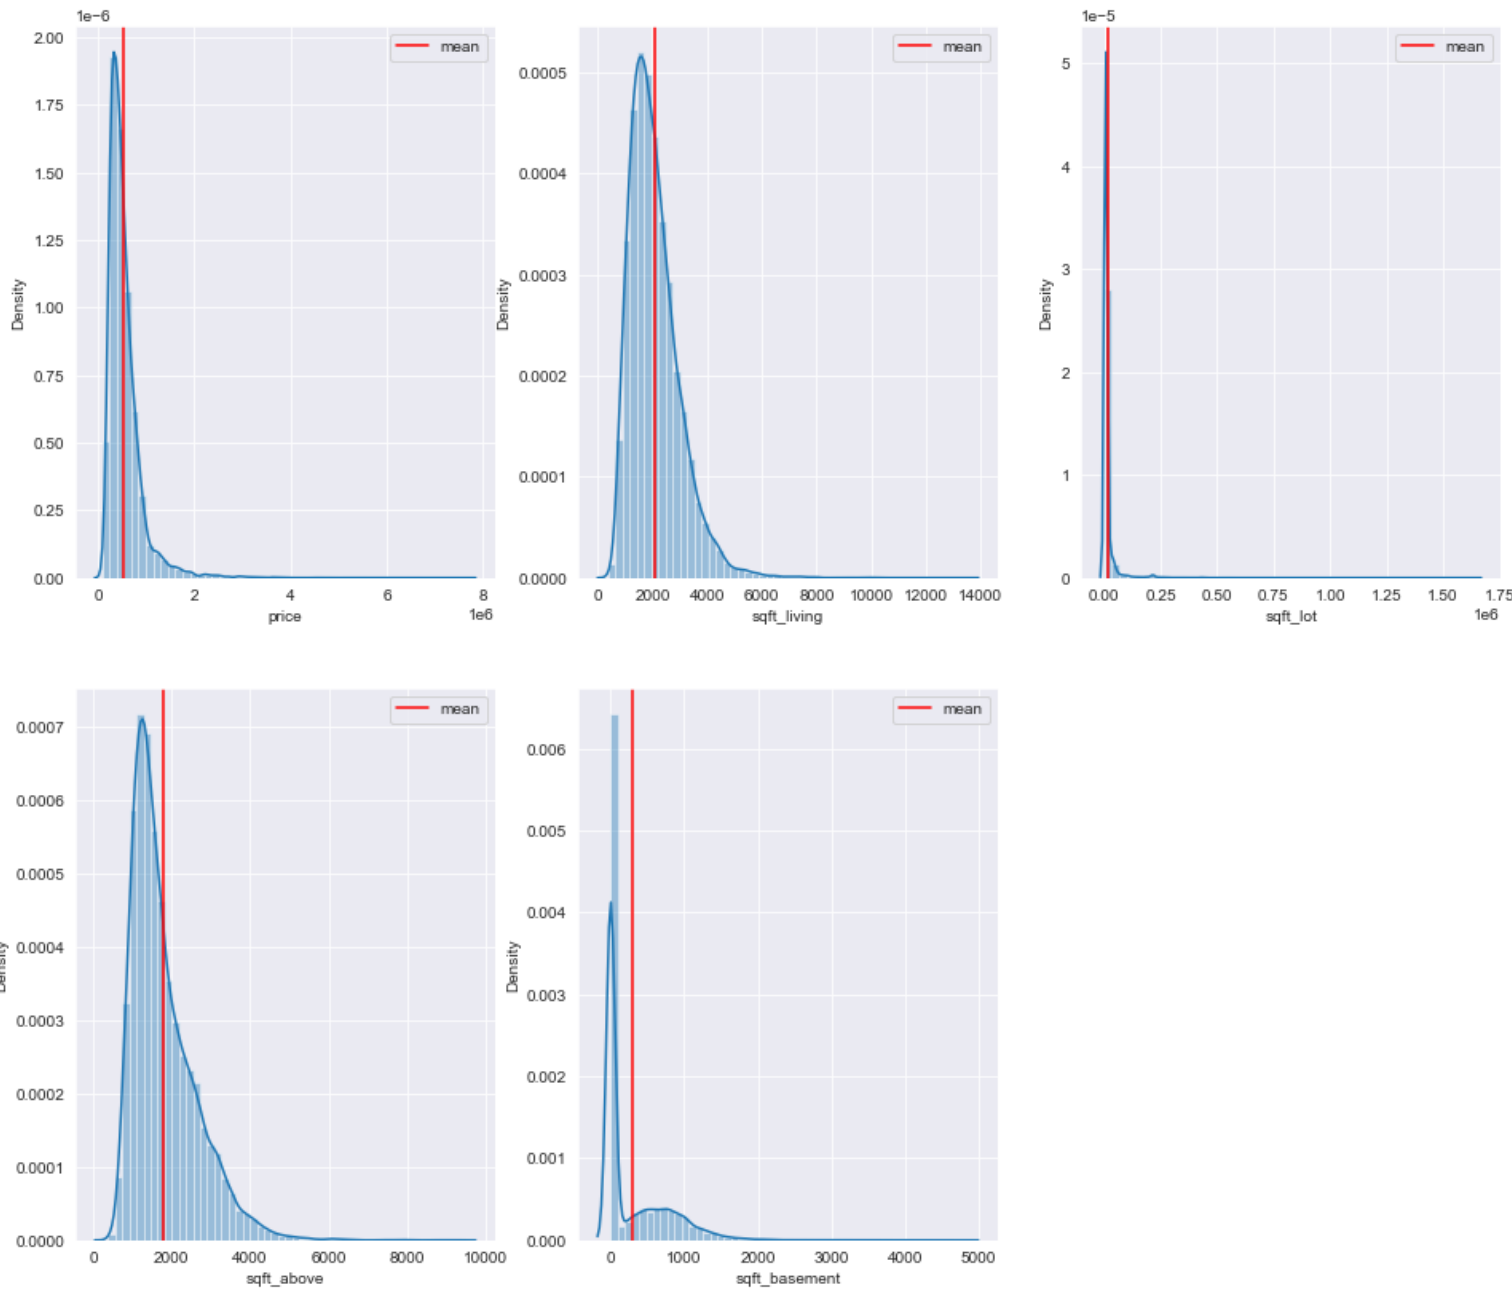 1e−6
2.00
1.75
1.50
1.25
1.00
0.75
0.50
0.25
0.00
Density
0 2 4 6 8
1e6
price
mean
0.0005
0.0004
0.0003
0.0002
0.0001
0.0000
Density
0 2000 4000 6000 8000 10000 12000 14000
sqft_living
mean
1e−5
5
4
3
2
1
0
Density
0.00 0.25 0.50 0.75 1.00 1.25 1.50 1.75
1e6
sqft_lot
mean
0.0007
0.0006
0.0005
0.0004
0.0003
0.0002
0.0001
0.0000
Density
0 2000 4000 6000 8000 10000
sqft_above
mean
0.006
0.005
0.004
0.003
0.002
0.001
0.000
Density
0 1000 2000 3000 4000 5000
sqft_basement
mean